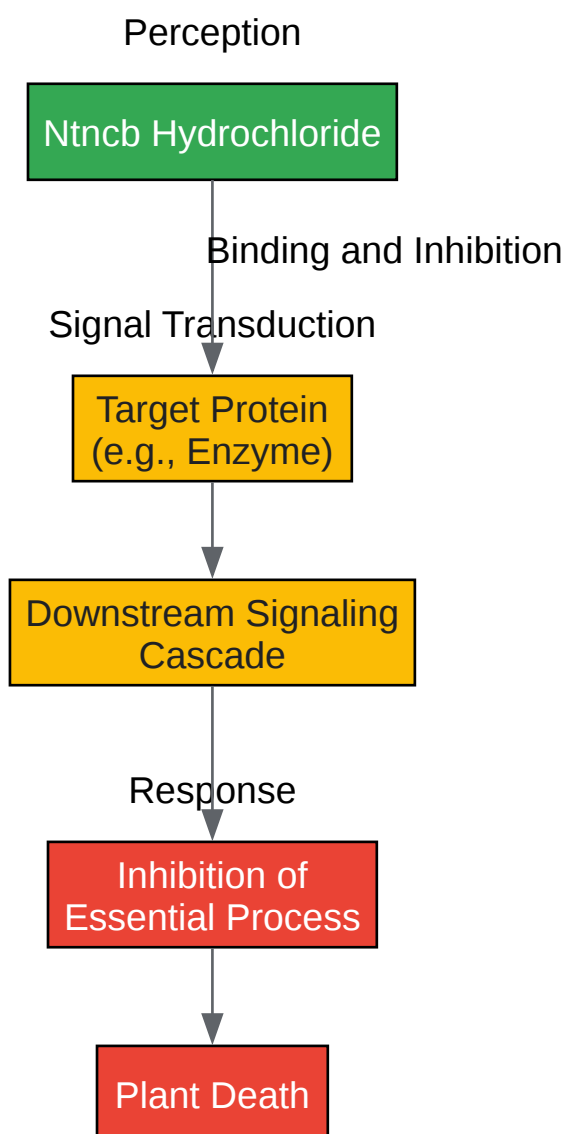 Perception
Ntncb Hydrochloride
Binding and Inhibition
Signal Transduction
Target Protein
(e.g., Enzyme)
Downstream Signaling
Cascade
Response
Inhibition of
Essential Process
Plant Death